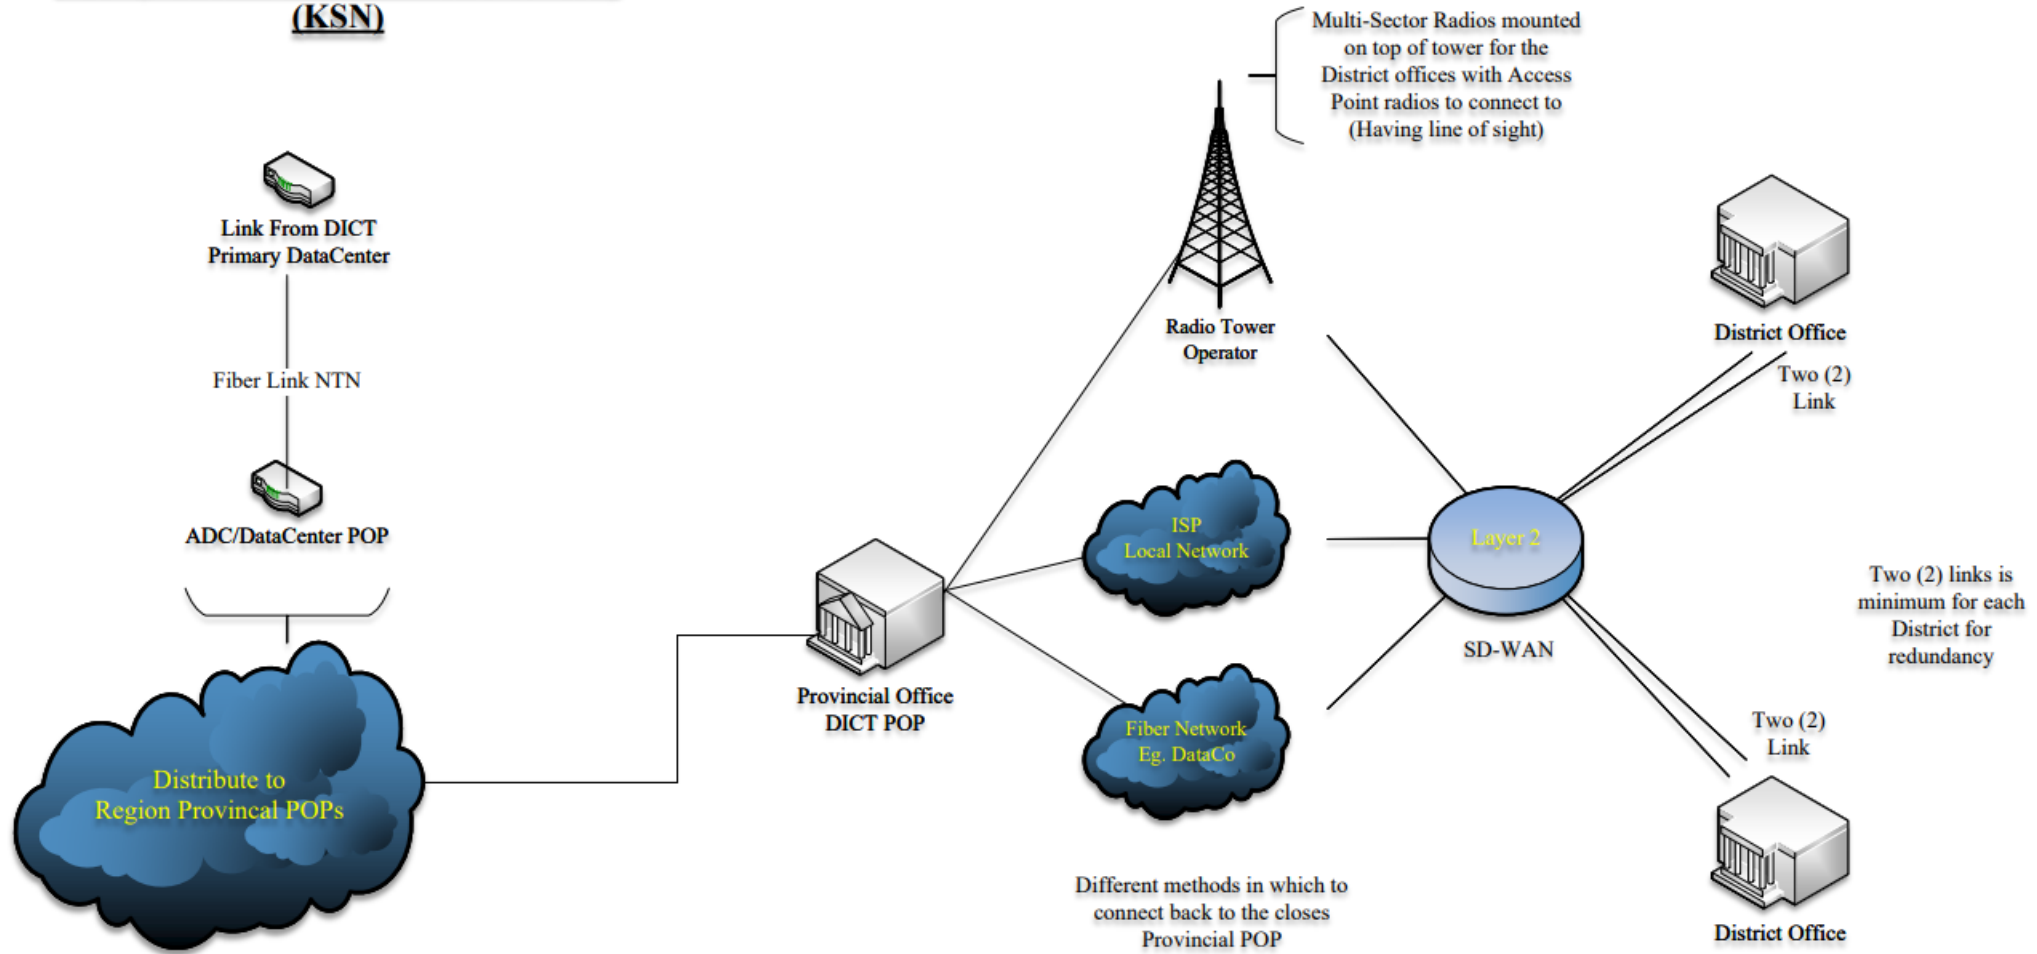 (KSN)
Multi-Sector Radios mounted
on top of tower for the
District offices with Access
Point radios to connect to
(Having line of sight)
Link From DICT
Primary DataCenter
Fiber Link NTN
ADC/DataCenter POP
Distribute to
Region Provincal POPs
Provincial Office
DICT POP
Radio Tower
Operator
ISP
Local Network
Fiber Network
Eg. DataCo
Different methods in which to
connect back to the closes
Provincial POP
Layer 2
SD-WAN
District Office
Two (2)
Link
Two (2) links is
minimum for each
District for
redundancy
Two (2)
Link
District Office